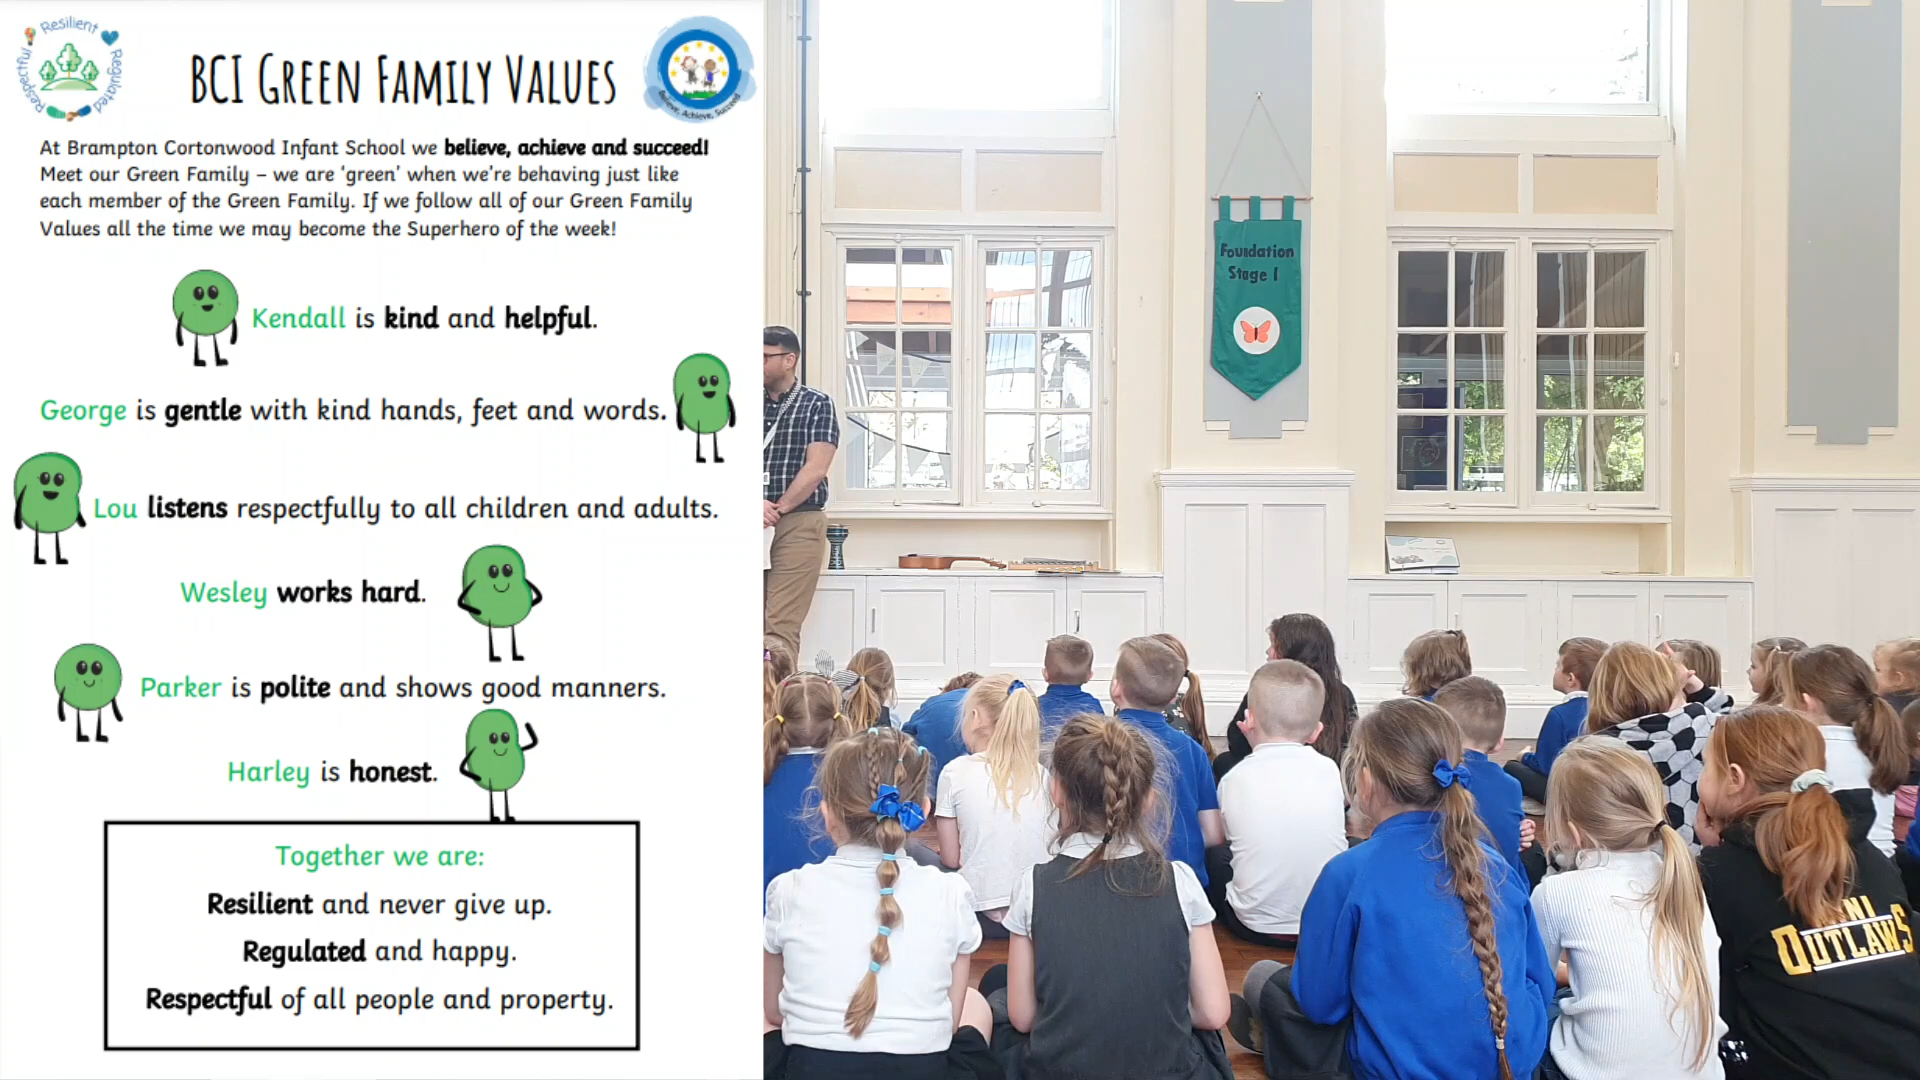 Resilient
Respectful
Regulated
BCI GREEN FAMILY VALUES
Believe, Achieve, Succeed
At Brampton Cortonwood Infant School we believe, achieve and succeed!
Meet our Green Family – we are ‘green’ when we’re behaving just like
each member of the Green Family. If we follow all of our Green Family
Values all the time we may become the Superhero of the week!
Kendall is kind and helpful.
George is gentle with kind hands, feet and words.
Lou listens respectfully to all children and adults.
Wesley works hard.
Parker is polite and shows good manners.
Harley is honest.
Together we are:
Resilient and never give up.
Regulated and happy.
Respectful of all people and property.
Foundation
Stage 1
OUTLAWS